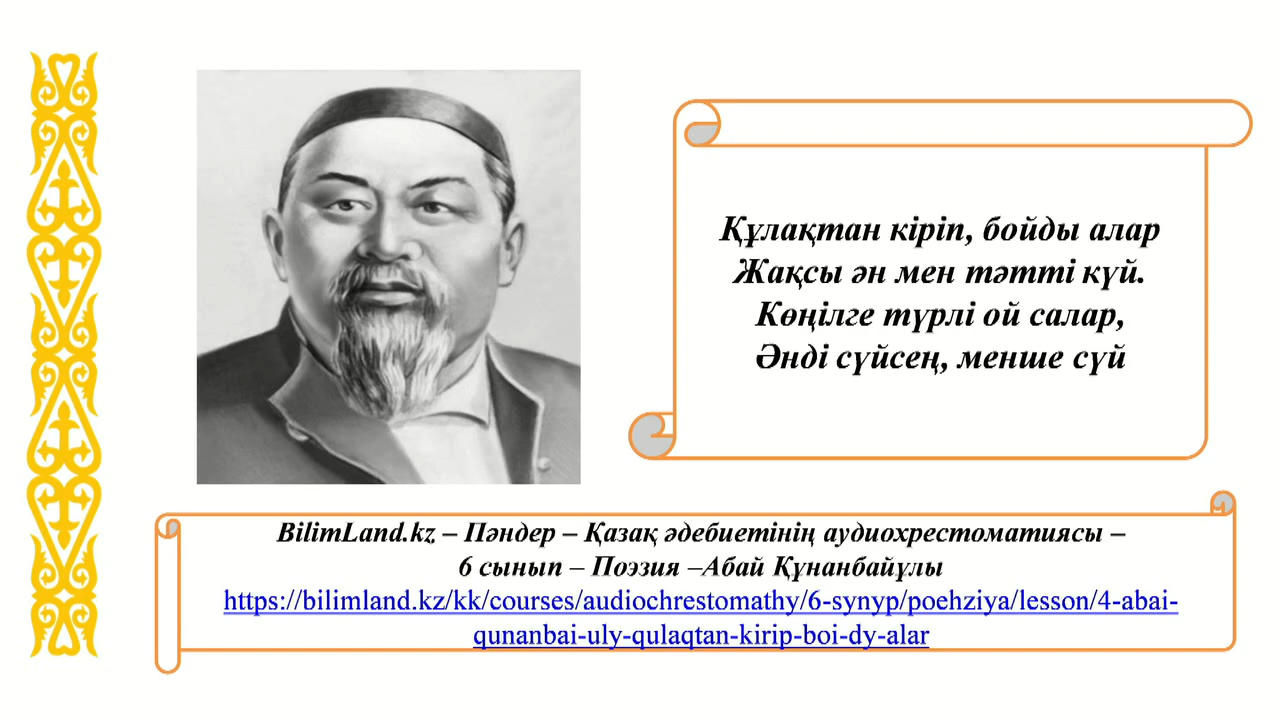 Құлақтан кіріп, бойды алар
Жақсы ән мен тәтті күй.
Көңілге түрлі ой салар,
Әнді сүйсең, менше сүй
BilimLand.kz – Пәндер – Қазақ әдебиетінің аудиохрестоматиясы –
6 сынып – Поэзия –Абай Құнанбайұлы
https://bilimland.kz/kk/courses/audiochrestomathy/6-synyp/poehziya/lesson/4-abai-
qunanbai-uly-qulaqtan-kirip-boi-dy-alar